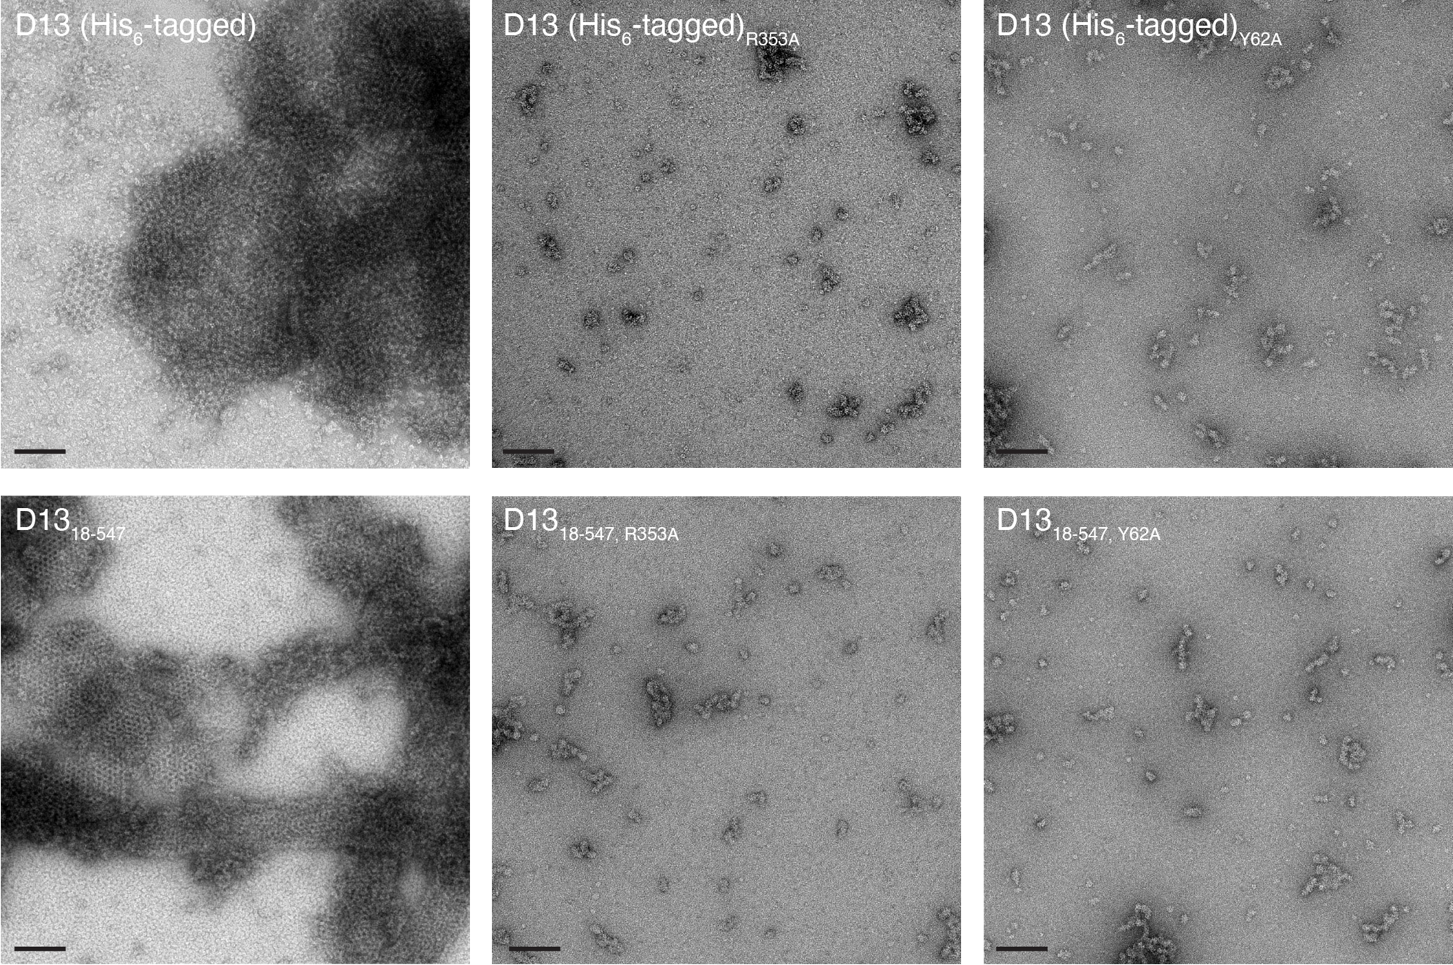 D13 (His6-tagged)
D13 (His6-tagged)R353A
D13 (His6-tagged)Y62A
D1318-547
D1318-547, R353A
D1318-547, Y62A